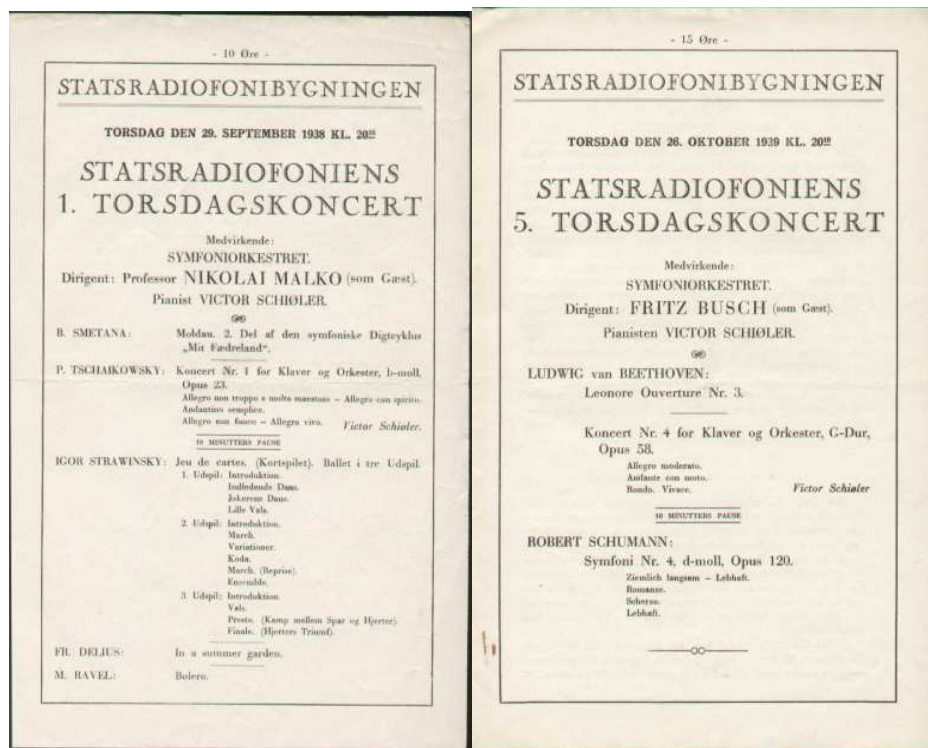 - 10 Øre -
STATSRADIOFONIBYGNINGEN
TORSDAG DEN 29. SEPTEMBER 1938 KL. 20⁰⁰
STATSRADIOFONIENS
1. TORSDAGSKONCERT
Medvirkende:
SYMFONIORKESTRET.
Dirigent: Professor NIKOLAI MALKO (som Gæst).
Pianist VICTOR SCHIØLER.
B. SMETANA: Moldau. 2. Del af den symfoniske Digtcyklus
„Mit Fædreland“.
P. TSCHAIKOWSKY: Koncert Nr. 1 for Klaver og Orkester, b-moll,
Opus 23.
Allegro non troppo e molto maestoso – Allegro con spirito.
Andantino semplice.
Allegro con fuoco – Allegro vivo. Victor Schiøler.
10 MINUTTERS PAUSE
IGOR STRAWINSKY: Jeu de cartes. (Kortspillet). Ballet i tre Udspil.
1. Udspil: Introduktion.
Indledende Dans.
Jokerens Dans.
Lille Vals.
2. Udspil: Introduktion.
March.
Variationer.
Koda.
March. (Reprise).
Ensemble.
3 Udspil: Introduktion.
Vals.
Presto. (Kamp mellem Spar og Hjerter).
Finale. (Hjerters Triumf).
FR. DELIUS: In a summer garden.
M. RAVEL: Bolero.
- 15 Øre -
STATSRADIOFONIBYGNINGEN
TORSDAG DEN 26. OKTOBER 1939 KL. 20⁰⁰
STATSRADIOFONIENS
5. TORSDAGSKONCERT
Medvirkende:
SYMFONIORKESTRET.
Dirigent: FRITZ BUSCH (som Gæst).
Pianisten VICTOR SCHIØLER.
LUDWIG van BEETHOVEN:
Leonore Ouverture Nr. 3.
Koncert Nr. 4 for Klaver og Orkester, G-Dur,
Opus 58.
Allegro moderato.
Andante con moto.
Rondo. Vivace. Victor Schiøler
10 MINUTTERS PAUSE
ROBERT SCHUMANN:
Symfoni Nr. 4, d-moll, Opus 120.
Ziemlich langsam – Lebhaft.
Romanze.
Scherzo.
Lebhaft.